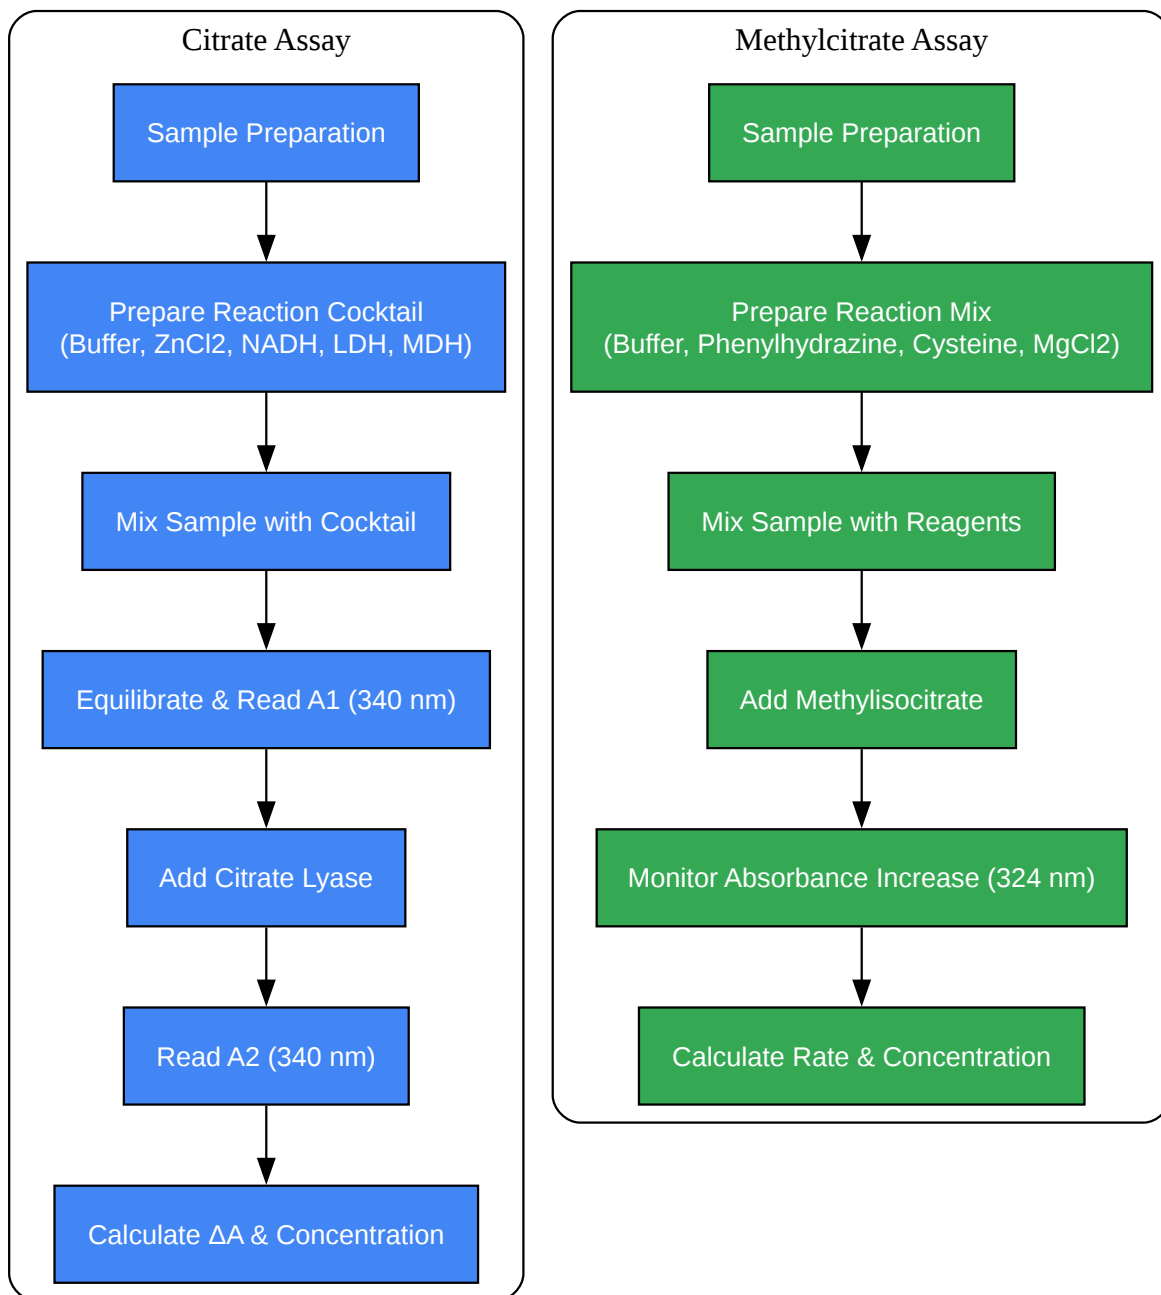 Citrate Assay
Sample Preparation
Prepare Reaction Cocktail
(Buffer, ZnCl2, NADH, LDH, MDH)
Mix Sample with Cocktail
Equilibrate & Read A1 (340 nm)
Add Citrate Lyase
Read A2 (340 nm)
Calculate ΔA & Concentration
Methylcitrate Assay
Sample Preparation
Prepare Reaction Mix
(Buffer, Phenylhydrazine, Cysteine, MgCl2)
Mix Sample with Reagents
Add Methylisocitrate
Monitor Absorbance Increase (324 nm)
Calculate Rate & Concentration